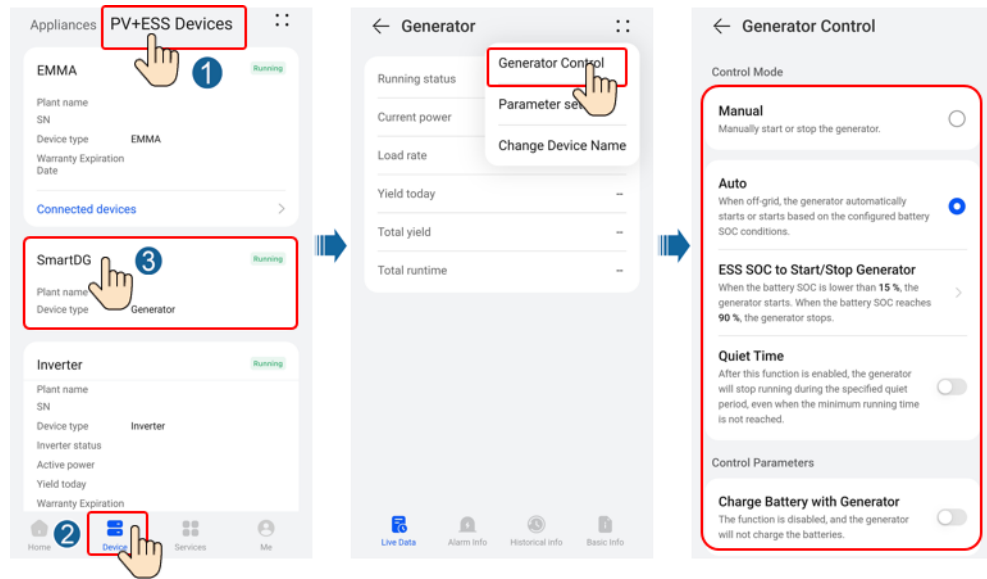 Appliances PV+ESS Devices
1
EMMA Running
Plant name
SN
Device type EMMA
Warranty Expiration
Date
Connected devices
SmartDG 3 Running
Plant name
Device type Generator
Inverter Running
Plant name
SN
Device type Inverter
Inverter status
Active power
Yield today
Warranty Expiration
2
Home Device Services Me
Generator
Generator Control
Parameter set
Change Device Name
Running status
Current power
Load rate
Yield today --
Total yield --
Total runtime --
Live Data Alarm Info Historical info Basic Info
Generator Control
Control Mode
Manual
Manually start or stop the generator.
Auto
When off-grid, the generator automatically
starts or starts based on the configured battery
SOC conditions.
ESS SOC to Start/Stop Generator
When the battery SOC is lower than 15 %, the
generator starts. When the battery SOC reaches
90 %, the generator stops.
Quiet Time
After this function is enabled, the generator
will stop running during the specified quiet
period, even when the minimum running time
is not reached.
Control Parameters
Charge Battery with Generator
The function is disabled, and the generator
will not charge the batteries.